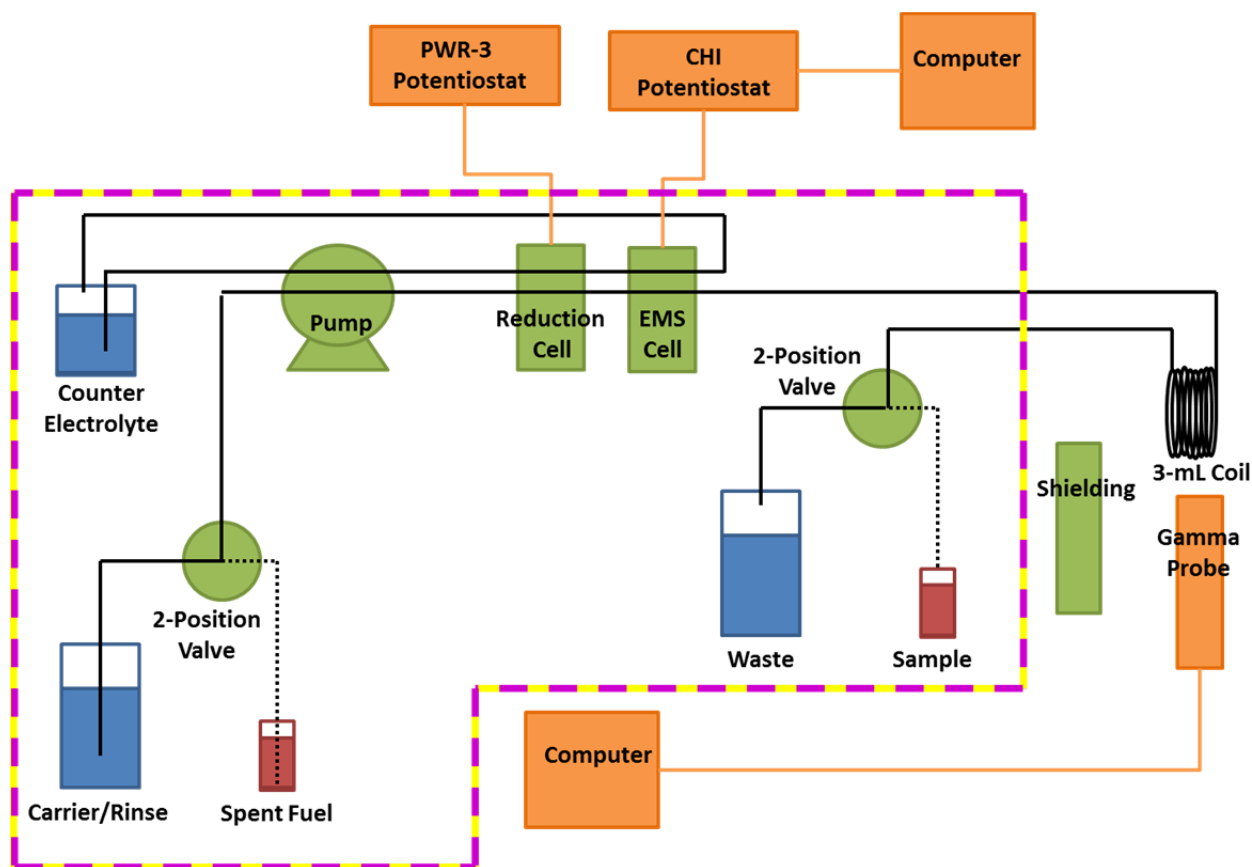 PWR-3
Potentiostat
CHI
Potentiostat
Computer
Pump
Reduction
Cell
EMS
Cell
Counter
Electrolyte
2-Position
Valve
3-mL Coil
Shielding
Gamma
Probe
2-Position
Valve
Waste
Sample
Computer
Carrier/Rinse
Spent Fuel